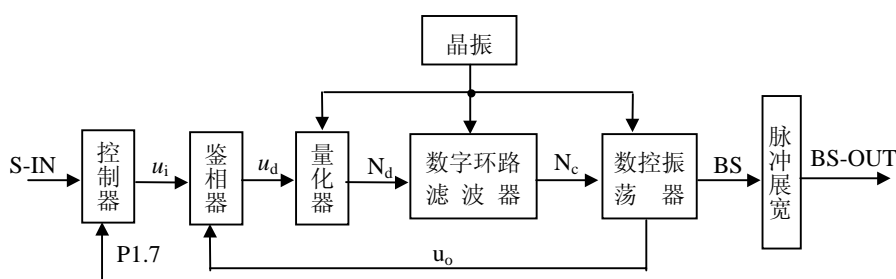 晶振
S-IN
控制器
u_i
鉴相器
u_d
量化器
N_d
数字环路
滤波器
N_c
数控振
荡器
BS
脉冲展宽
BS-OUT
P1.7
u_o